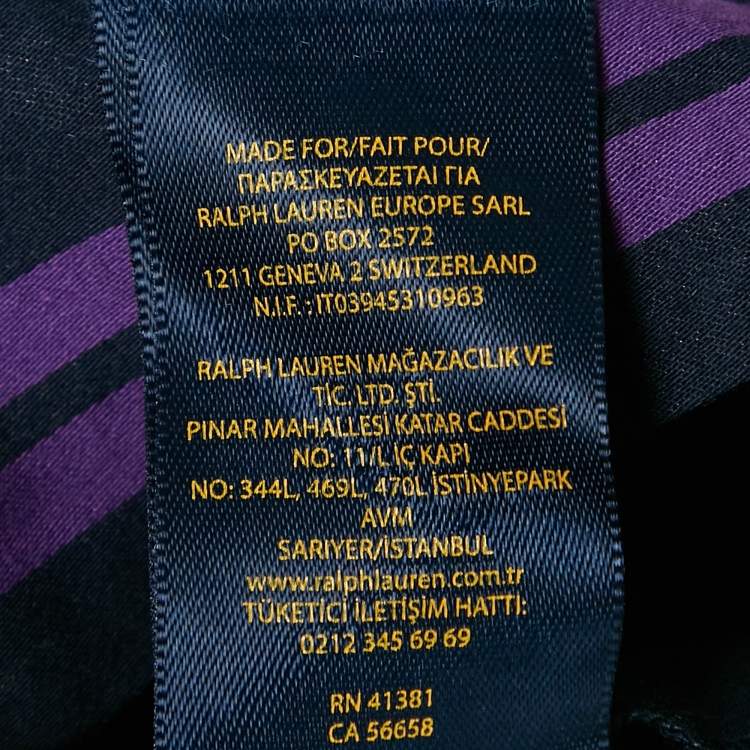 MADE FOR/FAIT POUR/
ΠΑΡΑΣΚΕΥΑΖΕΤΑΙ ΓΙΑ
RALPH LAUREN EUROPE SARL
PO BOX 2572
1211 GENEVA 2 SWITZERLAND
N.I.F. : IT03945310963
RALPH LAUREN MAĞAZACILIK VE
TİC. LTD. ŞTİ.
PINAR MAHALLESİ KATAR CADDESİ
NO: 11/L İÇ KAPI
NO: 344L, 469L, 470L İSTİNYEPARK
AVM
SARIYER/İSTANBUL
www.ralphlauren.com.tr
TÜKETİCİ İLETİŞİM HATTI:
0212 345 69 69
RN 41381
CA 56658